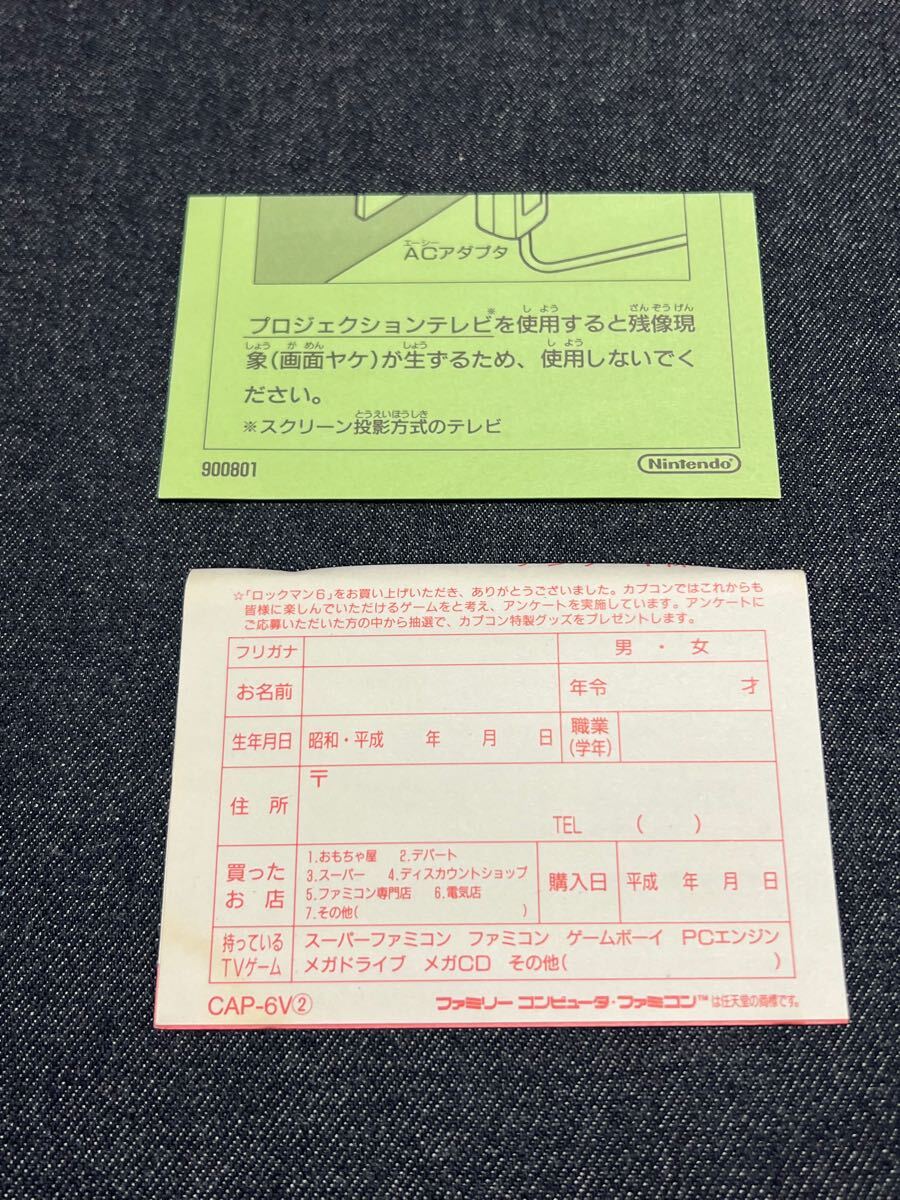 エーシー
ACアダプタ
しよう ざんぞうげん
プロジェクションテレビ※を使用すると残像現
しょう がめん しょう しよう
象(画面ヤケ)が生ずるため、使用しないでく
ださい。
とうえいほうしき
※スクリーン投影方式のテレビ
900801
Nintendo
☆「ロックマン6」をお買い上げいただき、ありがとうございました。カプコンではこれからも
皆様に楽しんでいただけるゲームをと考え、アンケートを実施しています。アンケートに
ご応募いただいた方の中から抽選で、カプコン特製グッズをプレゼントします。
フリガナ 男・女
お名前 年令 才
生年月日 昭和・平成 年 月 日 職業(学年)
住所 〒
TEL ( )
買ったお店
1.おもちゃ屋 2.デパート
3.スーパー 4.ディスカウントショップ
5.ファミコン専門店 6.電気店
7.その他( )
購入日 平成 年 月 日
持っているTVゲーム
スーパーファミコン ファミコン ゲームボーイ PCエンジン
メガドライブ メガCD その他( )
CAP-6V②
ファミリーコンピュータ・ファミコン™は任天堂の商標です。